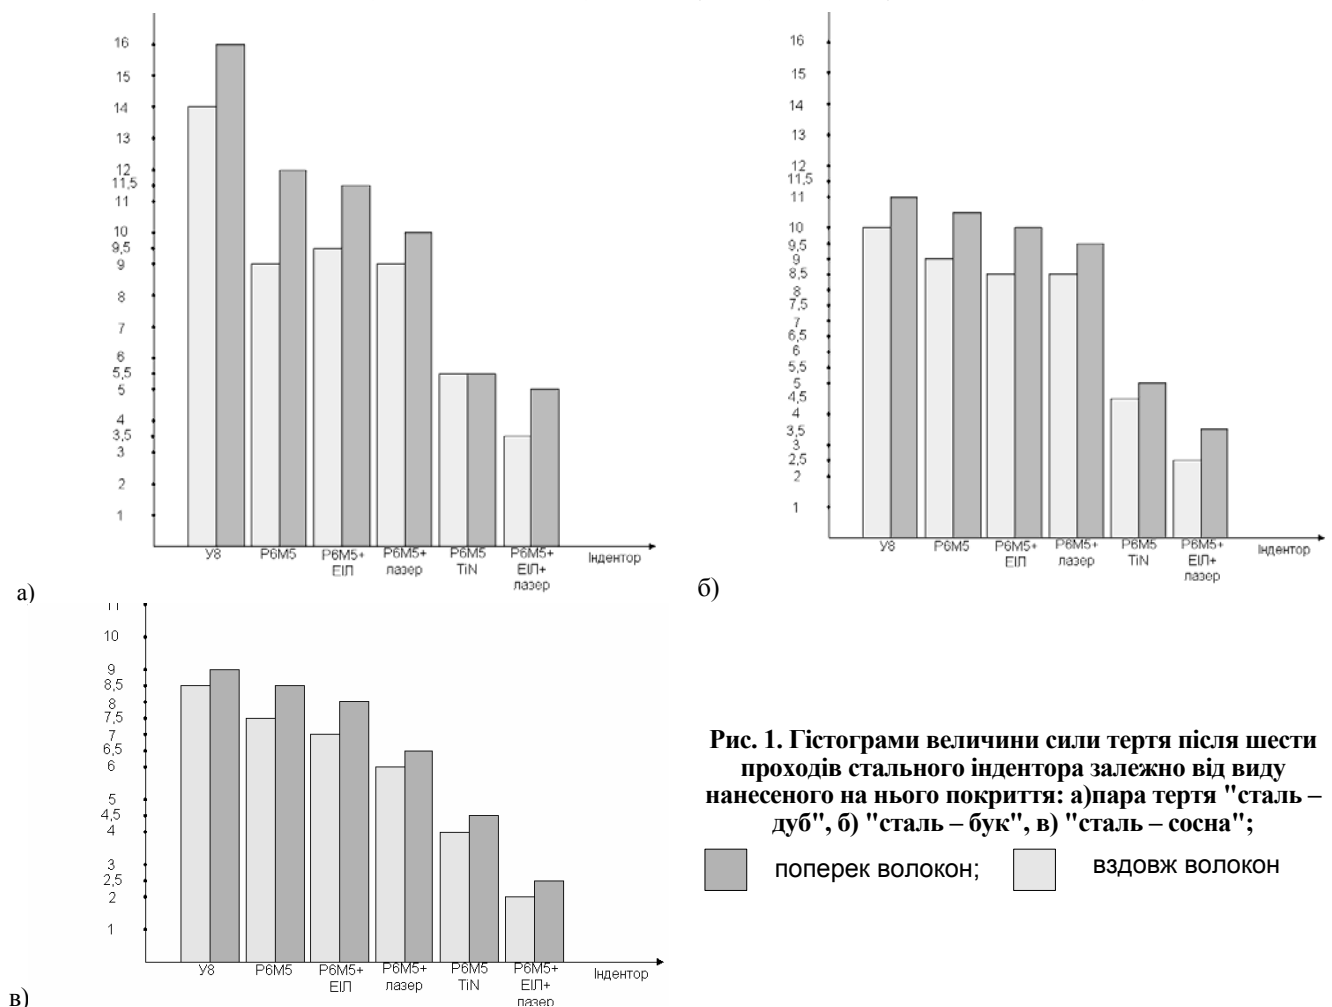 16
15
14
13
12
11,5
11
10
9,5
9
8
7
6
5,5
5
4
3,5
3
2
1
У8
Р6М5
Р6М5+
ЕІЛ
Р6М5+
лазер
Р6М5
TiN
Р6М5+
ЕІЛ+
лазер
Індентор
а)
16
15
14
13
12
11,5
11
10
9,5
9
8,5
8
7,5
7
6,5
6
5,5
5
4,5
4
3,5
3
2,5
2
1
У8
Р6М5
Р6М5+
ЕІЛ
Р6М5+
лазер
Р6М5
TiN
Р6М5+
ЕІЛ+
лазер
Індентор
б)
11
10
9
8,5
8
7,5
7
6,5
6
5
4,5
4
3
2,5
2
1
У8
Р6М5
Р6М5+
ЕІЛ
Р6М5+
лазер
Р6М5
TiN
Р6М5+
ЕІЛ+
лазер
Індентор
в)
Рис. 1. Гістограми величини сили тертя після шести
проходів стального індентора залежно від виду
нанесеного на нього покриття: а)пара тертя "сталь –
дуб", б) "сталь – бук", в) "сталь – сосна";
поперек волокон; вздовж волокон